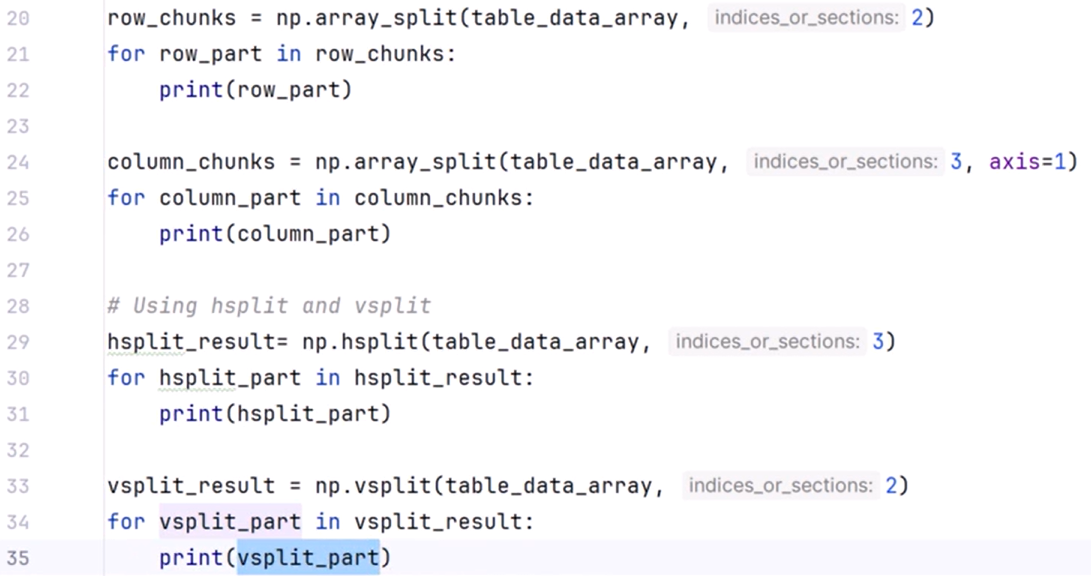 20 row_chunks = np.array_split(table_data_array, indices_or_sections: 2)
21 for row_part in row_chunks:
22     print(row_part)
23
24 column_chunks = np.array_split(table_data_array, indices_or_sections: 3, axis=1)
25 for column_part in column_chunks:
26     print(column_part)
27
28 # Using hsplit and vsplit
29 hsplit_result= np.hsplit(table_data_array, indices_or_sections: 3)
30 for hsplit_part in hsplit_result:
31     print(hsplit_part)
32
33 vsplit_result = np.vsplit(table_data_array, indices_or_sections: 2)
34 for vsplit_part in vsplit_result:
35     print(vsplit_part)